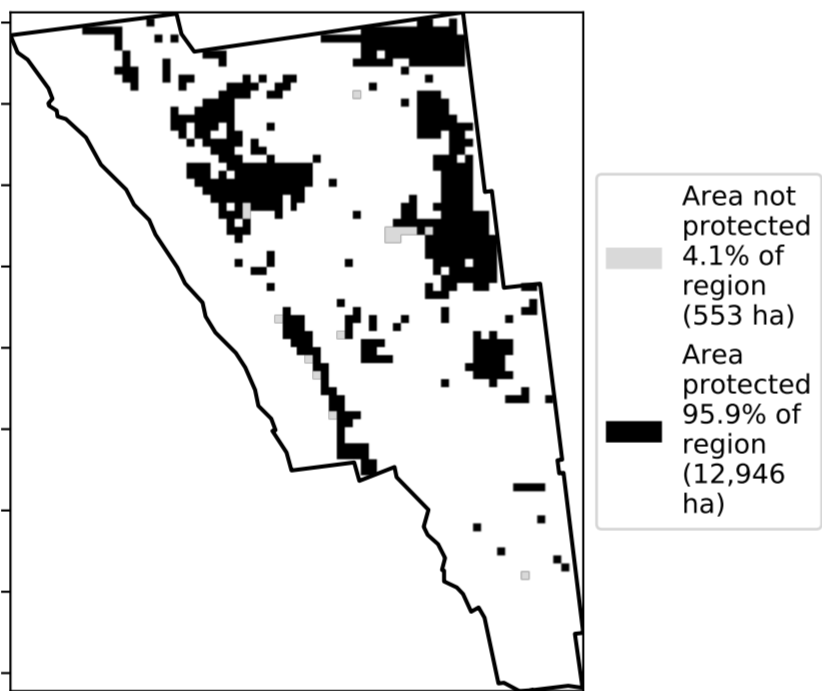 Area not
protected
4.1% of
region
(553 ha)
Area
protected
95.9% of
region
(12,946
ha)